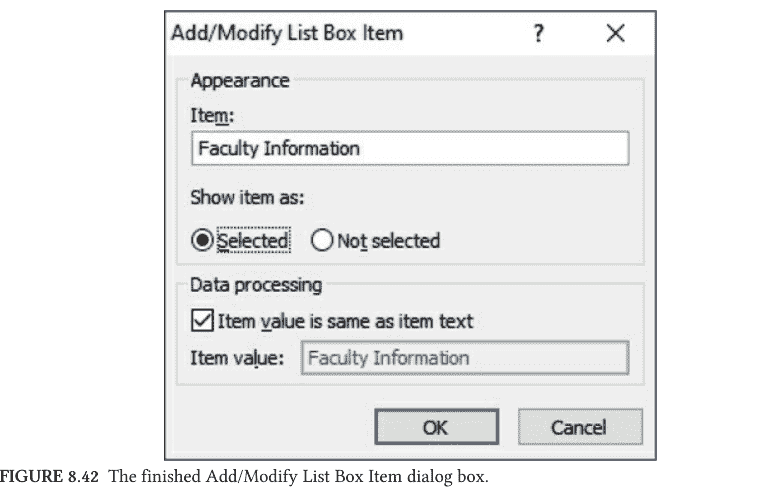 Add/Modify List Box Item ? X
Appearance
Item:
Faculty Information
Show item as:
Selected Not selected
Data processing
Item value is same as item text
Item value: Faculty Information
OK Cancel
FIGURE 8.42 The finished Add/Modify List Box Item dialog box.